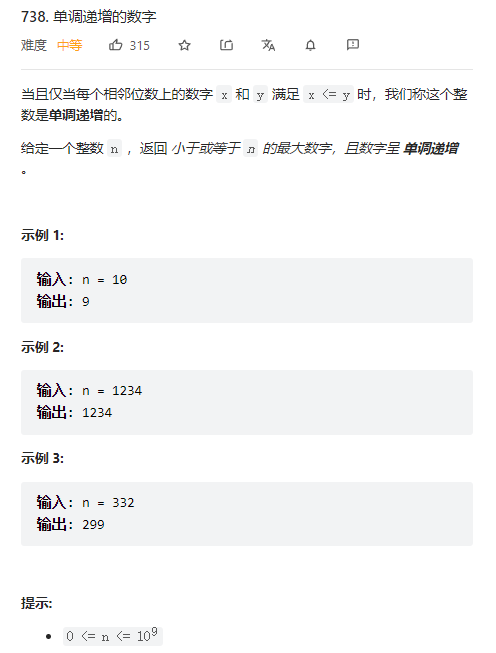 738. 单调递增的数字
难度 中等 315
当且仅当每个相邻位数上的数字 x 和 y 满足 x <= y 时，我们称这个整
数是单调递增的。
给定一个整数 n ，返回 小于或等于 n 的最大数字，且数字呈 单调递增
。
示例 1:
输入: n = 10
输出: 9
示例 2:
输入: n = 1234
输出: 1234
示例 3:
输入: n = 332
输出: 299
提示:
• 0 <= n <= 10⁹